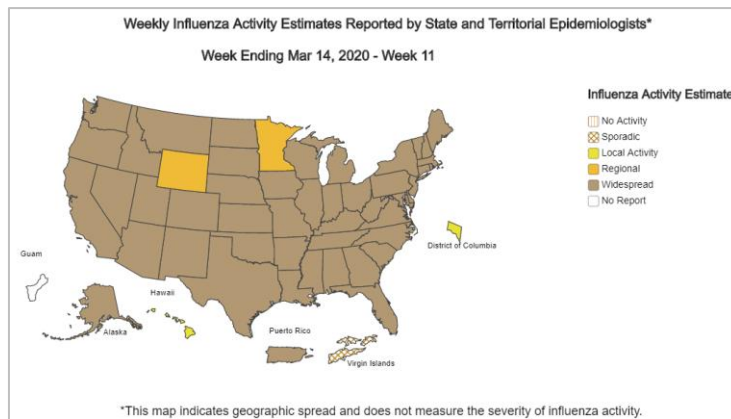 Weekly Influenza Activity Estimates Reported by State and Territorial Epidemiologists*
Week Ending Mar 14, 2020 - Week 11
Influenza Activity Estimate
No Activity
Sporadic
Local Activity
Regional
Widespread
No Report
District of Columbia
Guam
Hawaii
Alaska
Puerto Rico
Virgin Islands
*This map indicates geographic spread and does not measure the severity of influenza activity.